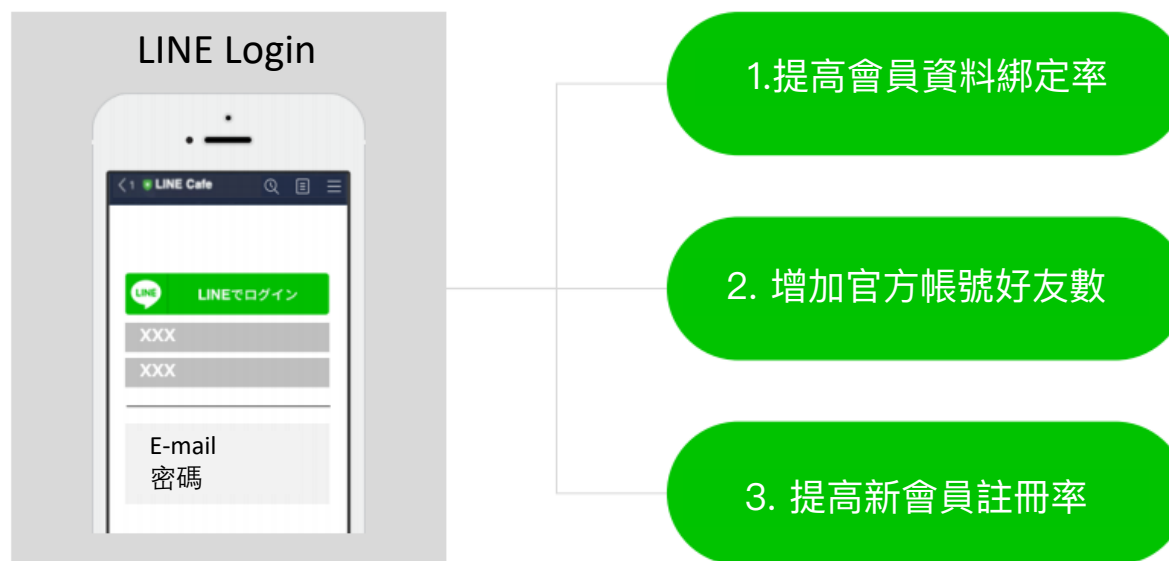 LINE Login
1 LINE Cafe
LINE LINEでログイン
XXX
XXX
E-mail
密碼
1.提高會員資料綁定率
2. 增加官方帳號好友數
3. 提高新會員註冊率